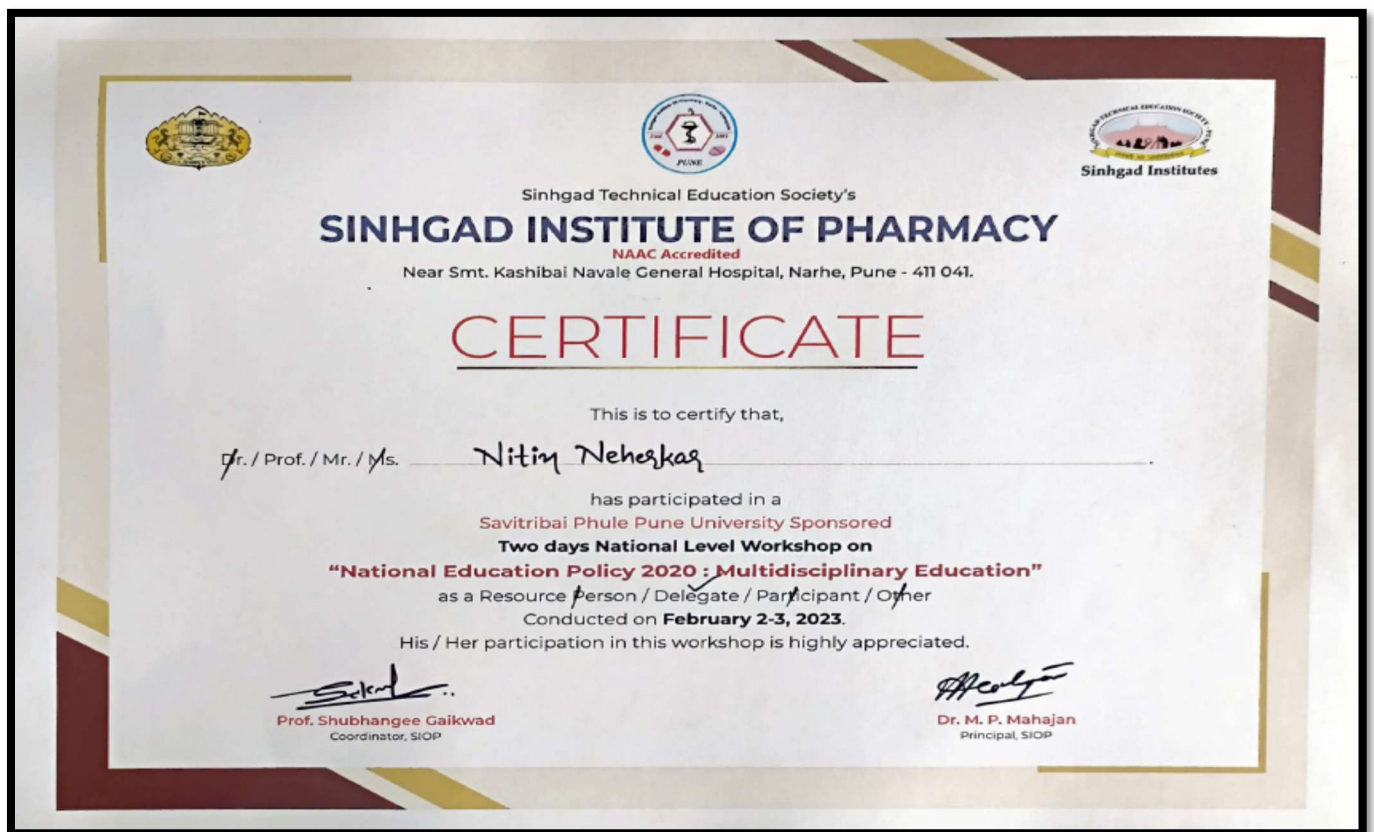 PUNE
Sinhgad Institutes
Sinhgad Technical Education Society's
SINHGAD INSTITUTE OF PHARMACY
NAAC Accredited
Near Smt. Kashibai Navale General Hospital, Narhe, Pune - 411 041.
CERTIFICATE
This is to certify that,
Dr. / Prof. / Mr. / Ms. Nitin Neherkar
has participated in a
Savitribai Phule Pune University Sponsored
Two days National Level Workshop on
“National Education Policy 2020 : Multidisciplinary Education”
as a Resource Person / Delegate / Participant / Other
Conducted on February 2-3, 2023.
His / Her participation in this workshop is highly appreciated.
Prof. Shubhangee Gaikwad
Coordinator, SIOP
Dr. M. P. Mahajan
Principal, SIOP